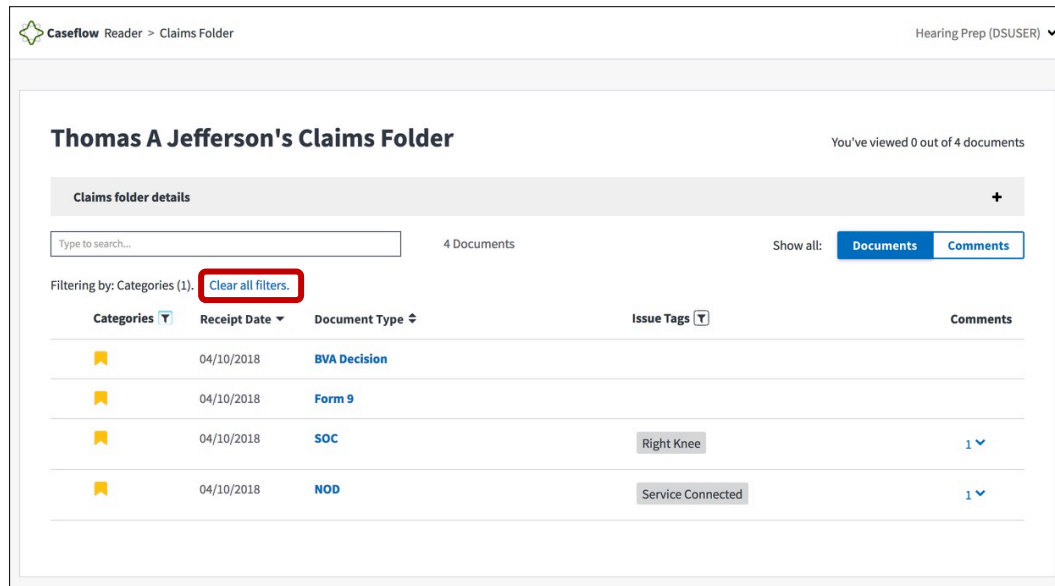 Caseflow Reader > Claims Folder Hearing Prep (DSUSER)
Thomas A Jefferson's Claims Folder
You've viewed 0 out of 4 documents
Claims folder details +
Type to search... 4 Documents Show all: Documents Comments
Filtering by: Categories (1). Clear all filters.
Categories Receipt Date Document Type Issue Tags Comments
04/10/2018 BVA Decision
04/10/2018 Form 9
04/10/2018 SOC Right Knee 1
04/10/2018 NOD Service Connected 1